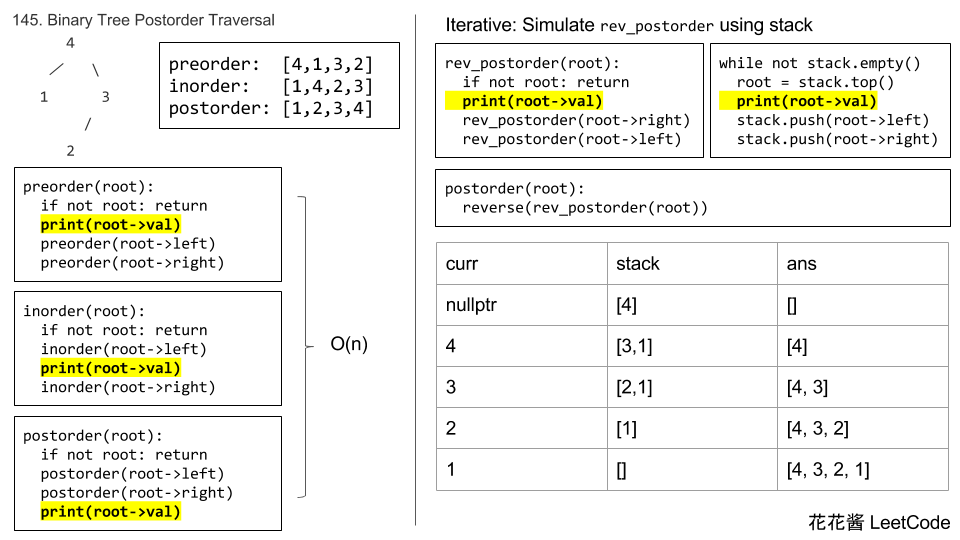 145. Binary Tree Postorder Traversal
4
1 3
2
preorder: [4,1,3,2]
inorder: [1,4,2,3]
postorder: [1,2,3,4]
preorder(root):
if not root: return
print(root->val)
preorder(root->left)
preorder(root->right)
inorder(root):
if not root: return
inorder(root->left)
print(root->val)
inorder(root->right)
postorder(root):
if not root: return
postorder(root->left)
postorder(root->right)
print(root->val)
O(n)
Iterative: Simulate rev_postorder using stack
rev_postorder(root):
if not root: return
print(root->val)
rev_postorder(root->right)
rev_postorder(root->left)
while not stack.empty()
root = stack.top()
print(root->val)
stack.push(root->left)
stack.push(root->right)
postorder(root):
reverse(rev_postorder(root))
curr stack ans
nullptr [4] []
4 [3,1] [4]
3 [2,1] [4, 3]
2 [1] [4, 3, 2]
1 [] [4, 3, 2, 1]
花花酱 LeetCode